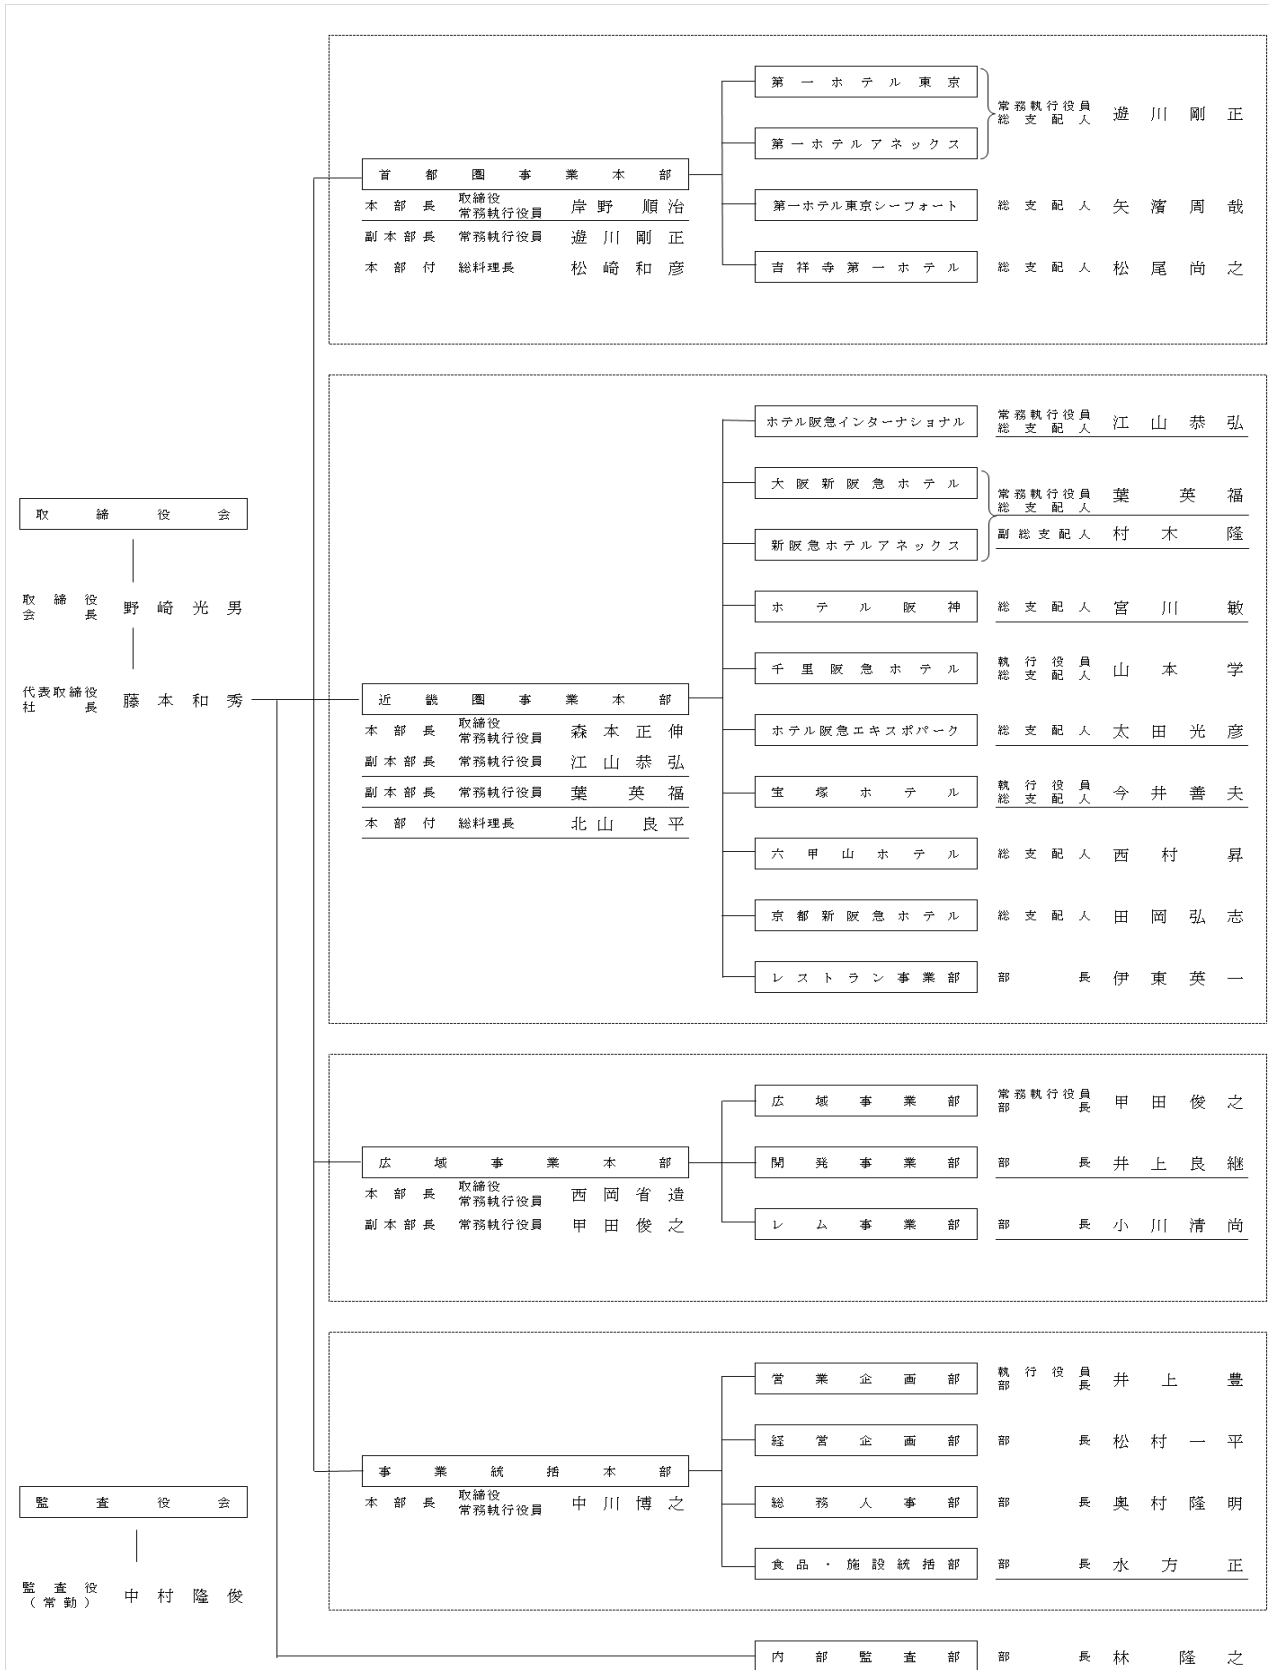 取締役会
取締役
会長
野崎光男
代表取締役
社長
藤本和秀
監査役会
監査役
（常勤）
中村隆俊
首都圏事業本部
本部長 取締役
常務執行役員 岸野順治
副本部長 常務執行役員 遊川剛正
本部付 総料理長 松崎和彦
第一ホテル東京
第一ホテルアネックス
常務執行役員
総支配人 遊川剛正
第一ホテル東京シーフォート 総支配人 矢濱周哉
吉祥寺第一ホテル 総支配人 松尾尚之
近畿圏事業本部
本部長 取締役
常務執行役員 森本正伸
副本部長 常務執行役員 江山恭弘
副本部長 常務執行役員 葉英福
本部付 総料理長 北山良平
ホテル阪急インターナショナル 常務執行役員
総支配人 江山恭弘
大阪新阪急ホテル
新阪急ホテルアネックス
常務執行役員
総支配人 葉英福
副総支配人 村木隆
ホテル阪神 総支配人 宮川敏
千里阪急ホテル 執行役員
総支配人 山本学
ホテル阪急エキスポパーク 総支配人 太田光彦
宝塚ホテル 執行役員
総支配人 今井善夫
六甲山ホテル 総支配人 西村昇
京都新阪急ホテル 総支配人 田岡弘志
レストラン事業部 部長 伊東英一
広域事業本部
本部長 取締役
常務執行役員 西岡省造
副本部長 常務執行役員 甲田俊之
広域事業部 常務執行役員
部長 甲田俊之
開発事業部 部長 井上良継
レム事業部 部長 小川清尚
事業統括本部
本部長 取締役
常務執行役員 中川博之
営業企画部 執行役員
部長 井上豊
経営企画部 部長 松村一平
総務人事部 部長 奥村隆明
食品・施設統括部 部長 水方正
内部監査部 部長 林隆之